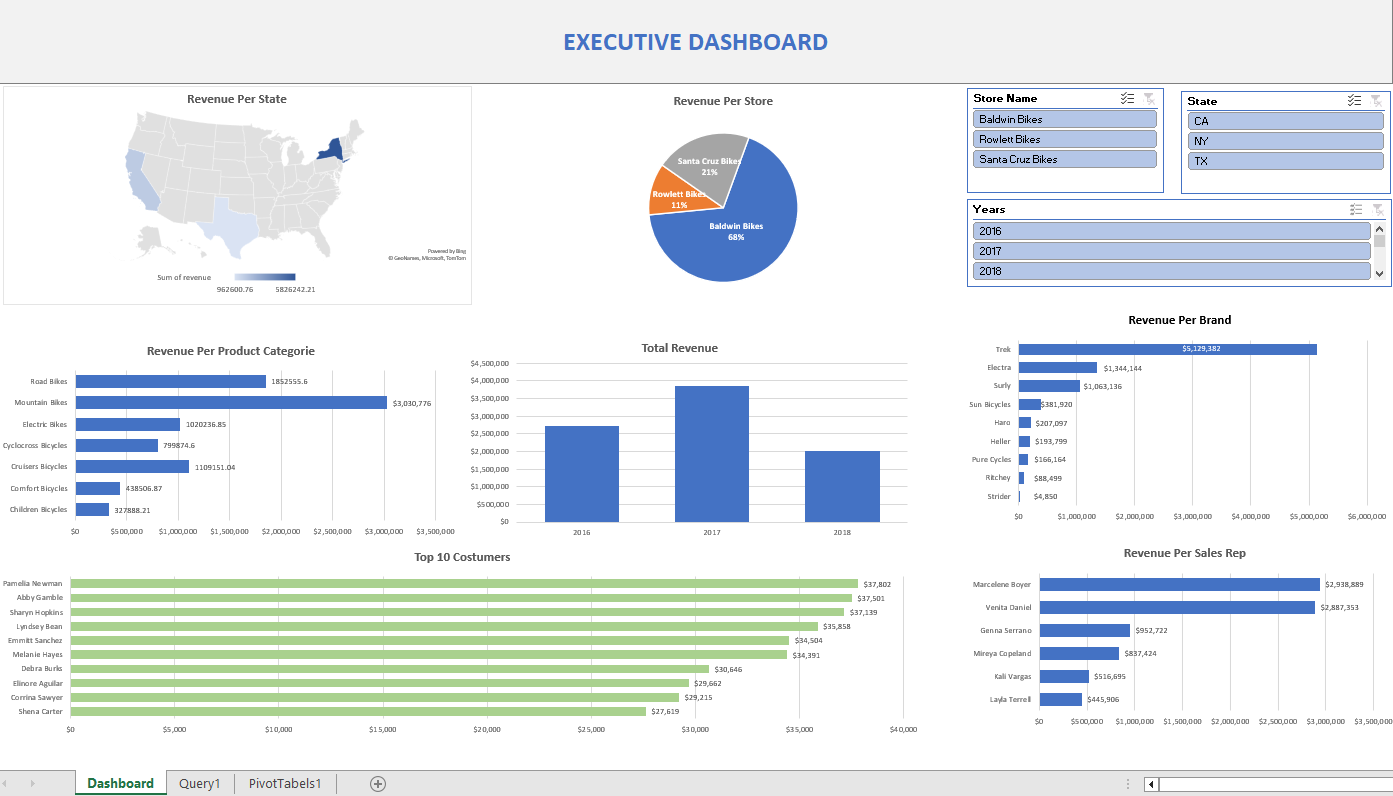 EXECUTIVE DASHBOARD
Revenue Per State
Powered by Bing
© GeoNames, Microsoft, TomTom
Sum of revenue
962600.76 5826242.21
Revenue Per Store
Santa Cruz Bikes
21%
Rowlett Bikes
11%
Baldwin Bikes
68%
Store Name
Baldwin Bikes
Rowlett Bikes
Santa Cruz Bikes
State
CA
NY
TX
Years
2016
2017
2018
Revenue Per Product Categorie
Road Bikes 1852555.6
Mountain Bikes $3,030,776
Electric Bikes 1020236.85
Cyclocross Bicycles 799874.6
Cruisers Bicycles 1109151.04
Comfort Bicycles 438506.87
Children Bicycles 327888.21
$0 $500,000 $1,000,000 $1,500,000 $2,000,000 $2,500,000 $3,000,000 $3,500,000
Total Revenue
$4,500,000
$4,000,000
$3,500,000
$3,000,000
$2,500,000
$2,000,000
$1,500,000
$1,000,000
$500,000
$0
2016 2017 2018
Revenue Per Brand
Trek $5,129,382
Electra $1,344,144
Surly $1,063,136
Sun Bicycles $381,920
Haro $207,097
Heller $193,799
Pure Cycles $166,164
Ritchey $88,499
Strider $4,850
$0 $1,000,000 $2,000,000 $3,000,000 $4,000,000 $5,000,000 $6,000,000
Top 10 Costumers
Pamelia Newman $37,802
Abby Gamble $37,501
Sharyn Hopkins $37,139
Lyndsey Bean $35,858
Emmitt Sanchez $34,504
Melanie Hayes $34,391
Debra Burks $30,646
Elinore Aguilar $29,662
Corrina Sawyer $29,215
Shena Carter $27,619
$0 $5,000 $10,000 $15,000 $20,000 $25,000 $30,000 $35,000 $40,000
Revenue Per Sales Rep
Marcelene Boyer $2,938,889
Venita Daniel $2,887,353
Genna Serrano $952,722
Mireya Copeland $837,424
Kali Vargas $516,695
Layla Terrell $445,906
$0 $500,000 $1,000,000 $1,500,000 $2,000,000 $2,500,000 $3,000,000 $3,500,000
Dashboard Query1 PivotTabels1